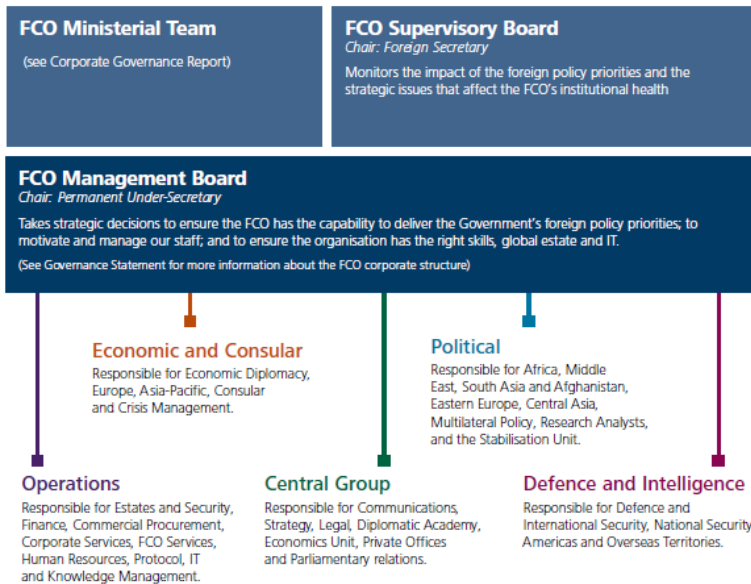 FCO Ministerial Team
(see Corporate Governance Report)
FCO Supervisory Board
Chair: Foreign Secretary
Monitors the impact of the foreign policy priorities and the
strategic issues that affect the FCO's institutional health
FCO Management Board
Chair: Permanent Under-Secretary
Takes strategic decisions to ensure the FCO has the capability to deliver the Government's foreign policy priorities; to
motivate and manage our staff; and to ensure the organisation has the right skills, global estate and IT.
(See Governance Statement for more information about the FCO corporate structure)
Economic and Consular
Responsible for Economic Diplomacy,
Europe, Asia-Pacific, Consular
and Crisis Management.
Political
Responsible for Africa, Middle
East, South Asia and Afghanistan,
Eastern Europe, Central Asia,
Multilateral Policy, Research Analysts,
and the Stabilisation Unit.
Operations
Responsible for Estates and Security,
Finance, Commercial Procurement,
Corporate Services, FCO Services,
Human Resources, Protocol, IT
and Knowledge Management.
Central Group
Responsible for Communications,
Strategy, Legal, Diplomatic Academy,
Economics Unit, Private Offices
and Parliamentary relations.
Defence and Intelligence
Responsible for Defence and
International Security, National Security,
Americas and Overseas Territories.